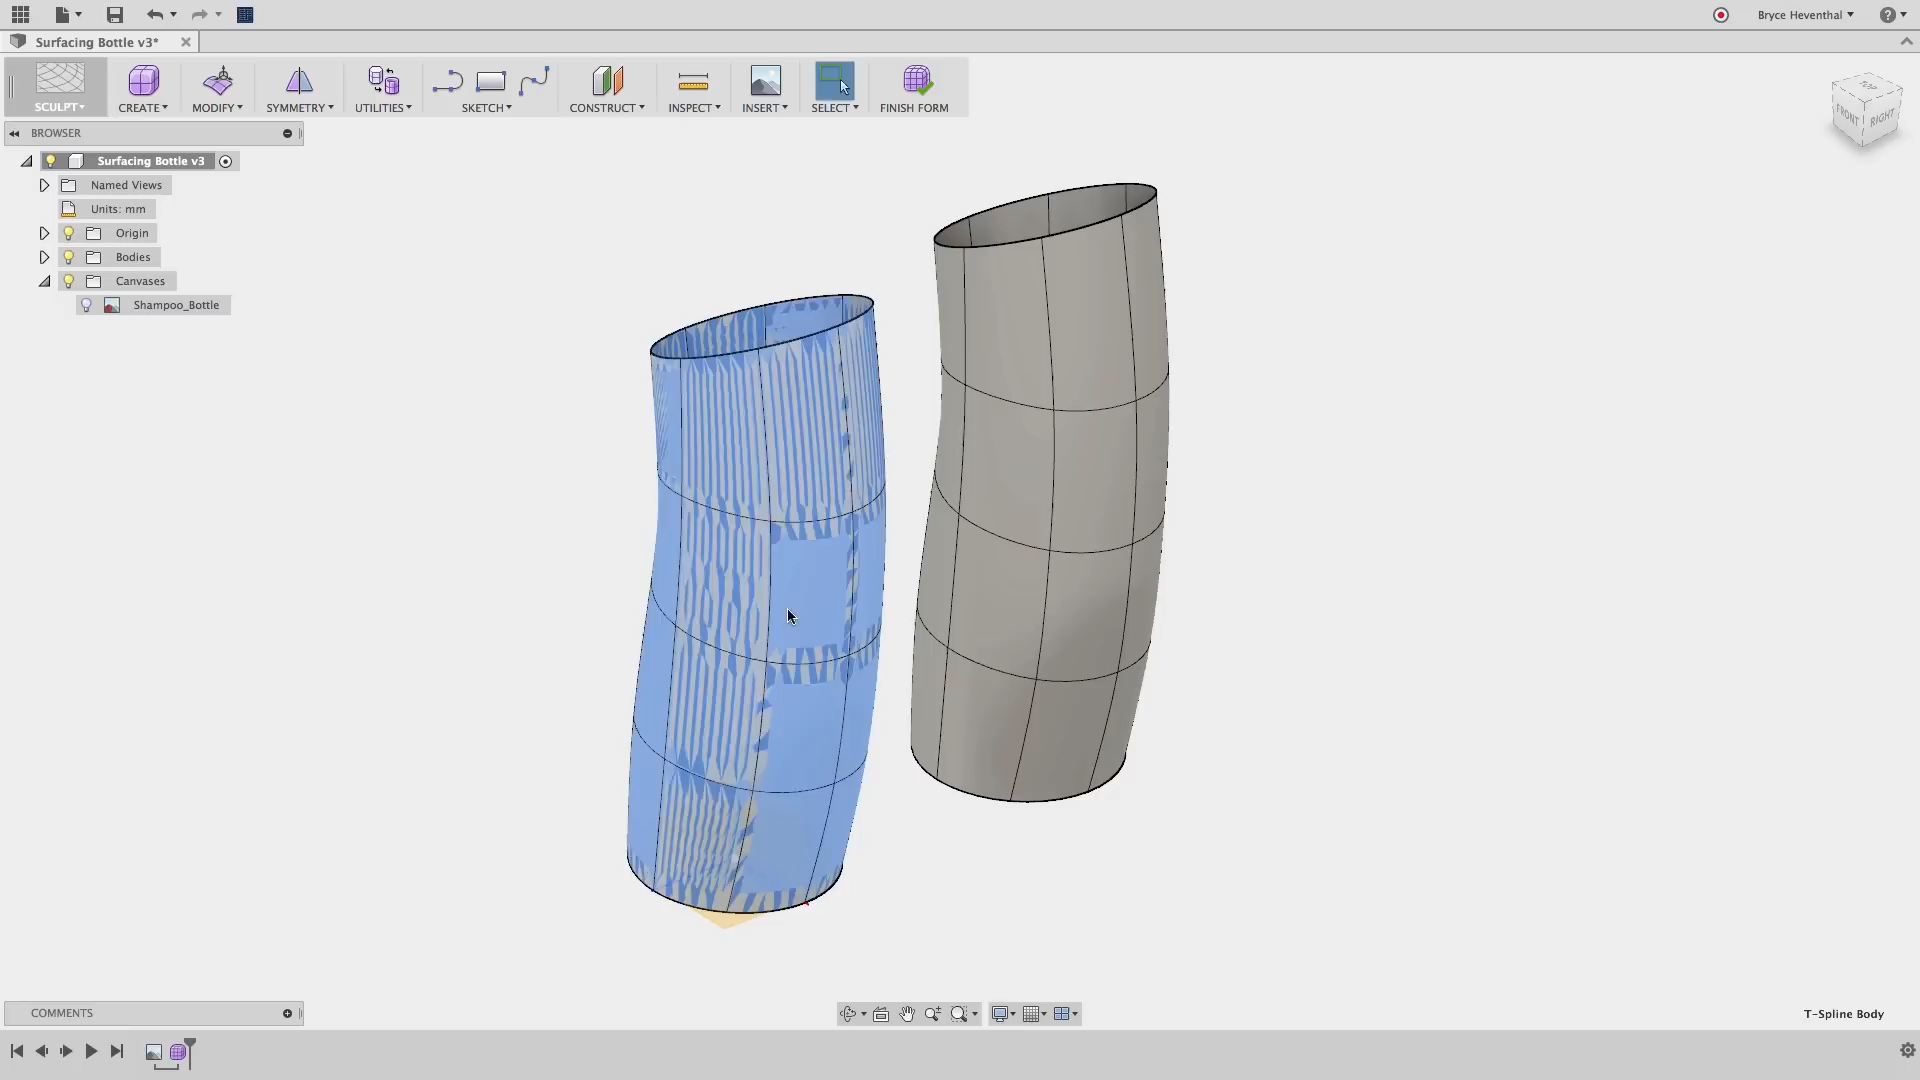 Bryce Heventhal
Surfacing Bottle v3*
SCULPT
CREATE
MODIFY
SYMMETRY
UTILITIES
SKETCH
CONSTRUCT
INSPECT
INSERT
SELECT
FINISH FORM
TOP
FRONT
RIGHT
BROWSER
Surfacing Bottle v3
Named Views
Units: mm
Origin
Bodies
Canvases
Shampoo_Bottle
COMMENTS
T-Spline Body